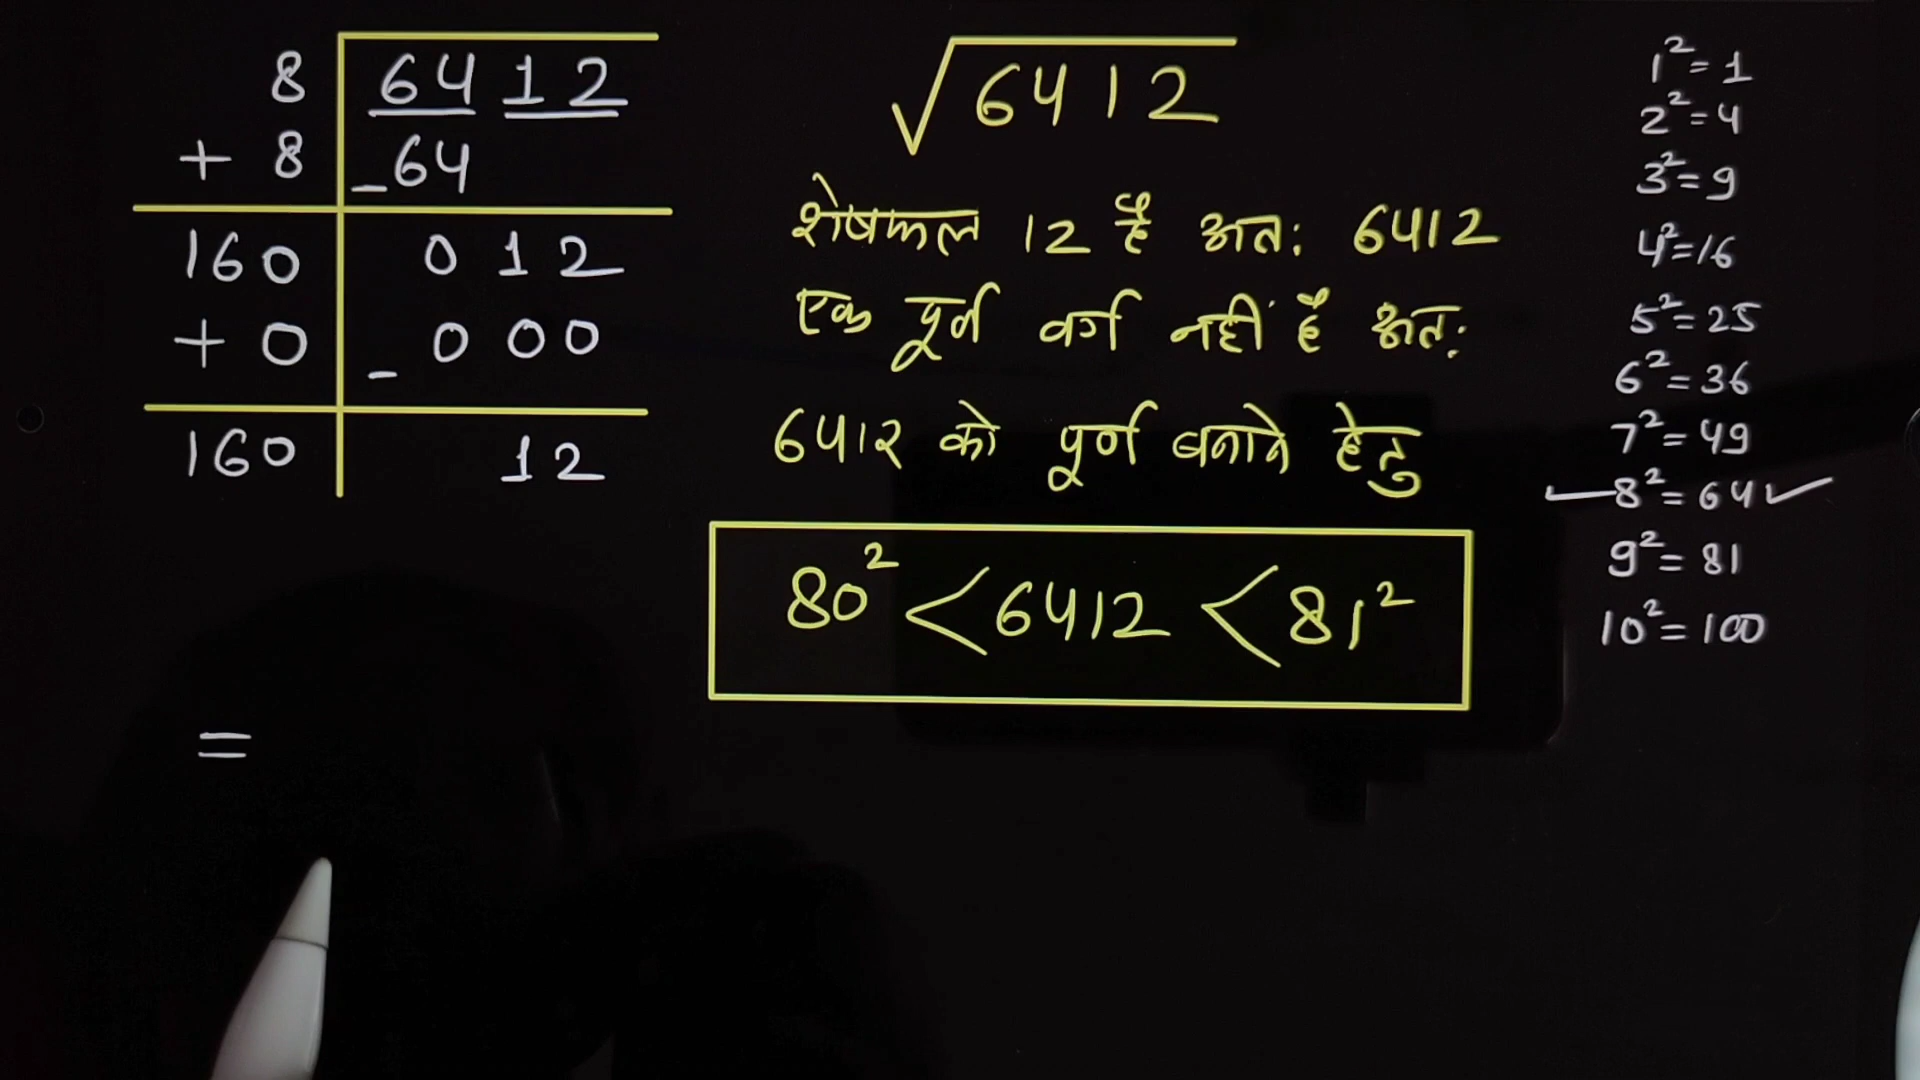 8 64 12
+ 8 -64
160 0 12
+ 0 - 0 00
160 12
=
√6412
शेषफल 12 है अतः 6412
एक पूर्ण वर्ग नहीं है अतः
6412 को पूर्ण बनाने हेतु
80² < 6412 < 81²
1² = 1
2² = 4
3² = 9
4² = 16
5² = 25
6² = 36
7² = 49
8² = 64 ✓
9² = 81
10² = 100